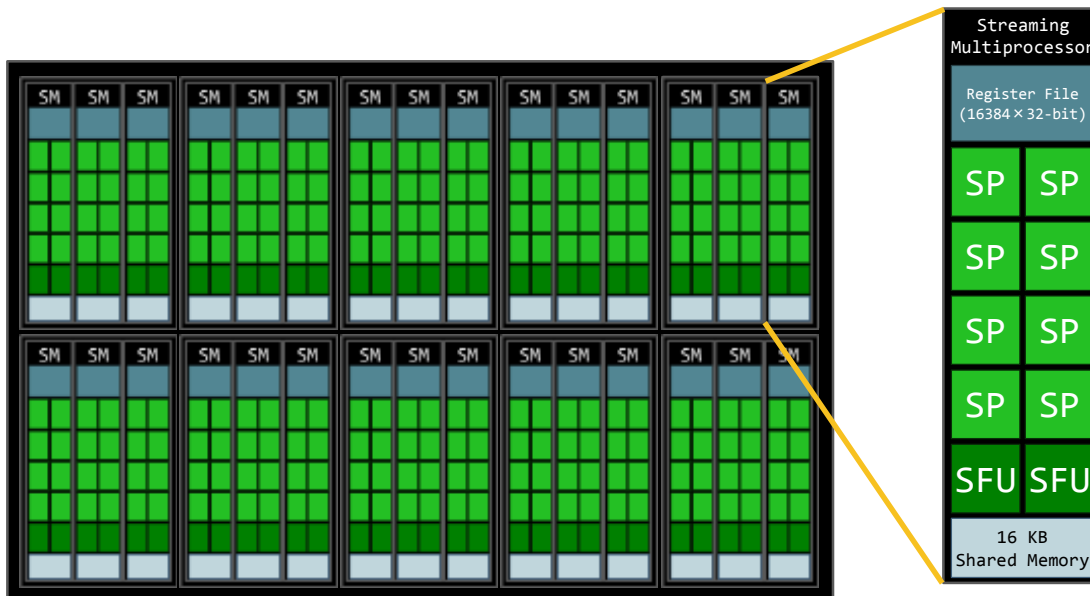 SM SM SM SM SM SM SM SM SM SM SM SM SM SM SM
SM SM SM SM SM SM SM SM SM SM SM SM SM SM SM
Streaming
Multiprocessor
Register File
(16384×32-bit)
SP SP
SP SP
SP SP
SP SP
SFU SFU
16 KB
Shared Memory